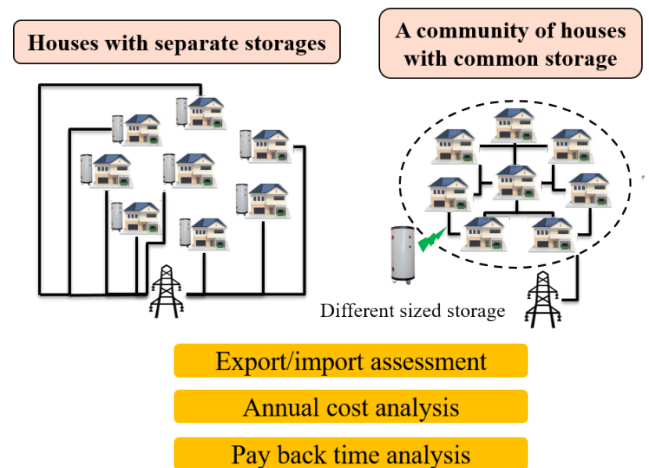 Houses with separate storages
A community of houses
with common storage
Different sized storage
Export/import assessment
Annual cost analysis
Pay back time analysis